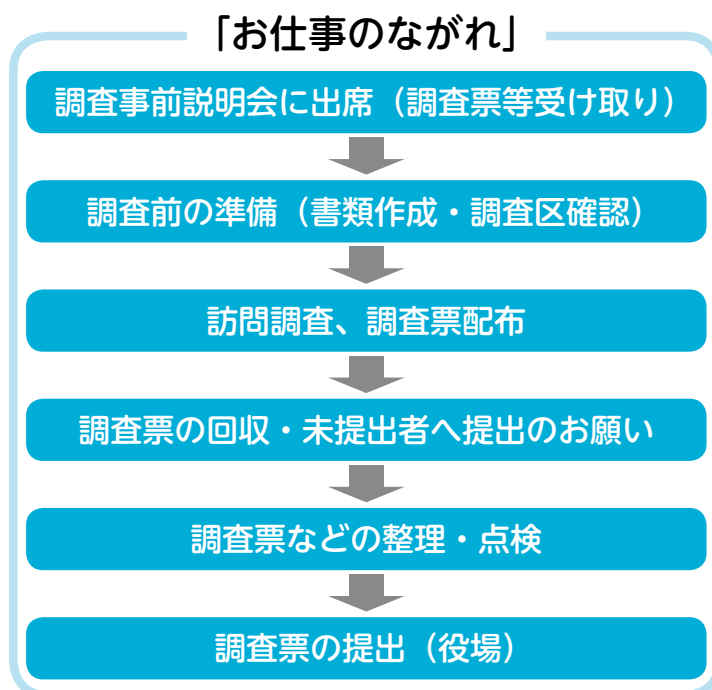 「お仕事のながれ」
調査事前説明会に出席（調査票等受け取り）
調査前の準備（書類作成・調査区確認）
訪問調査、調査票配布
調査票の回収・未提出者へ提出のお願い
調査票などの整理・点検
調査票の提出（役場）